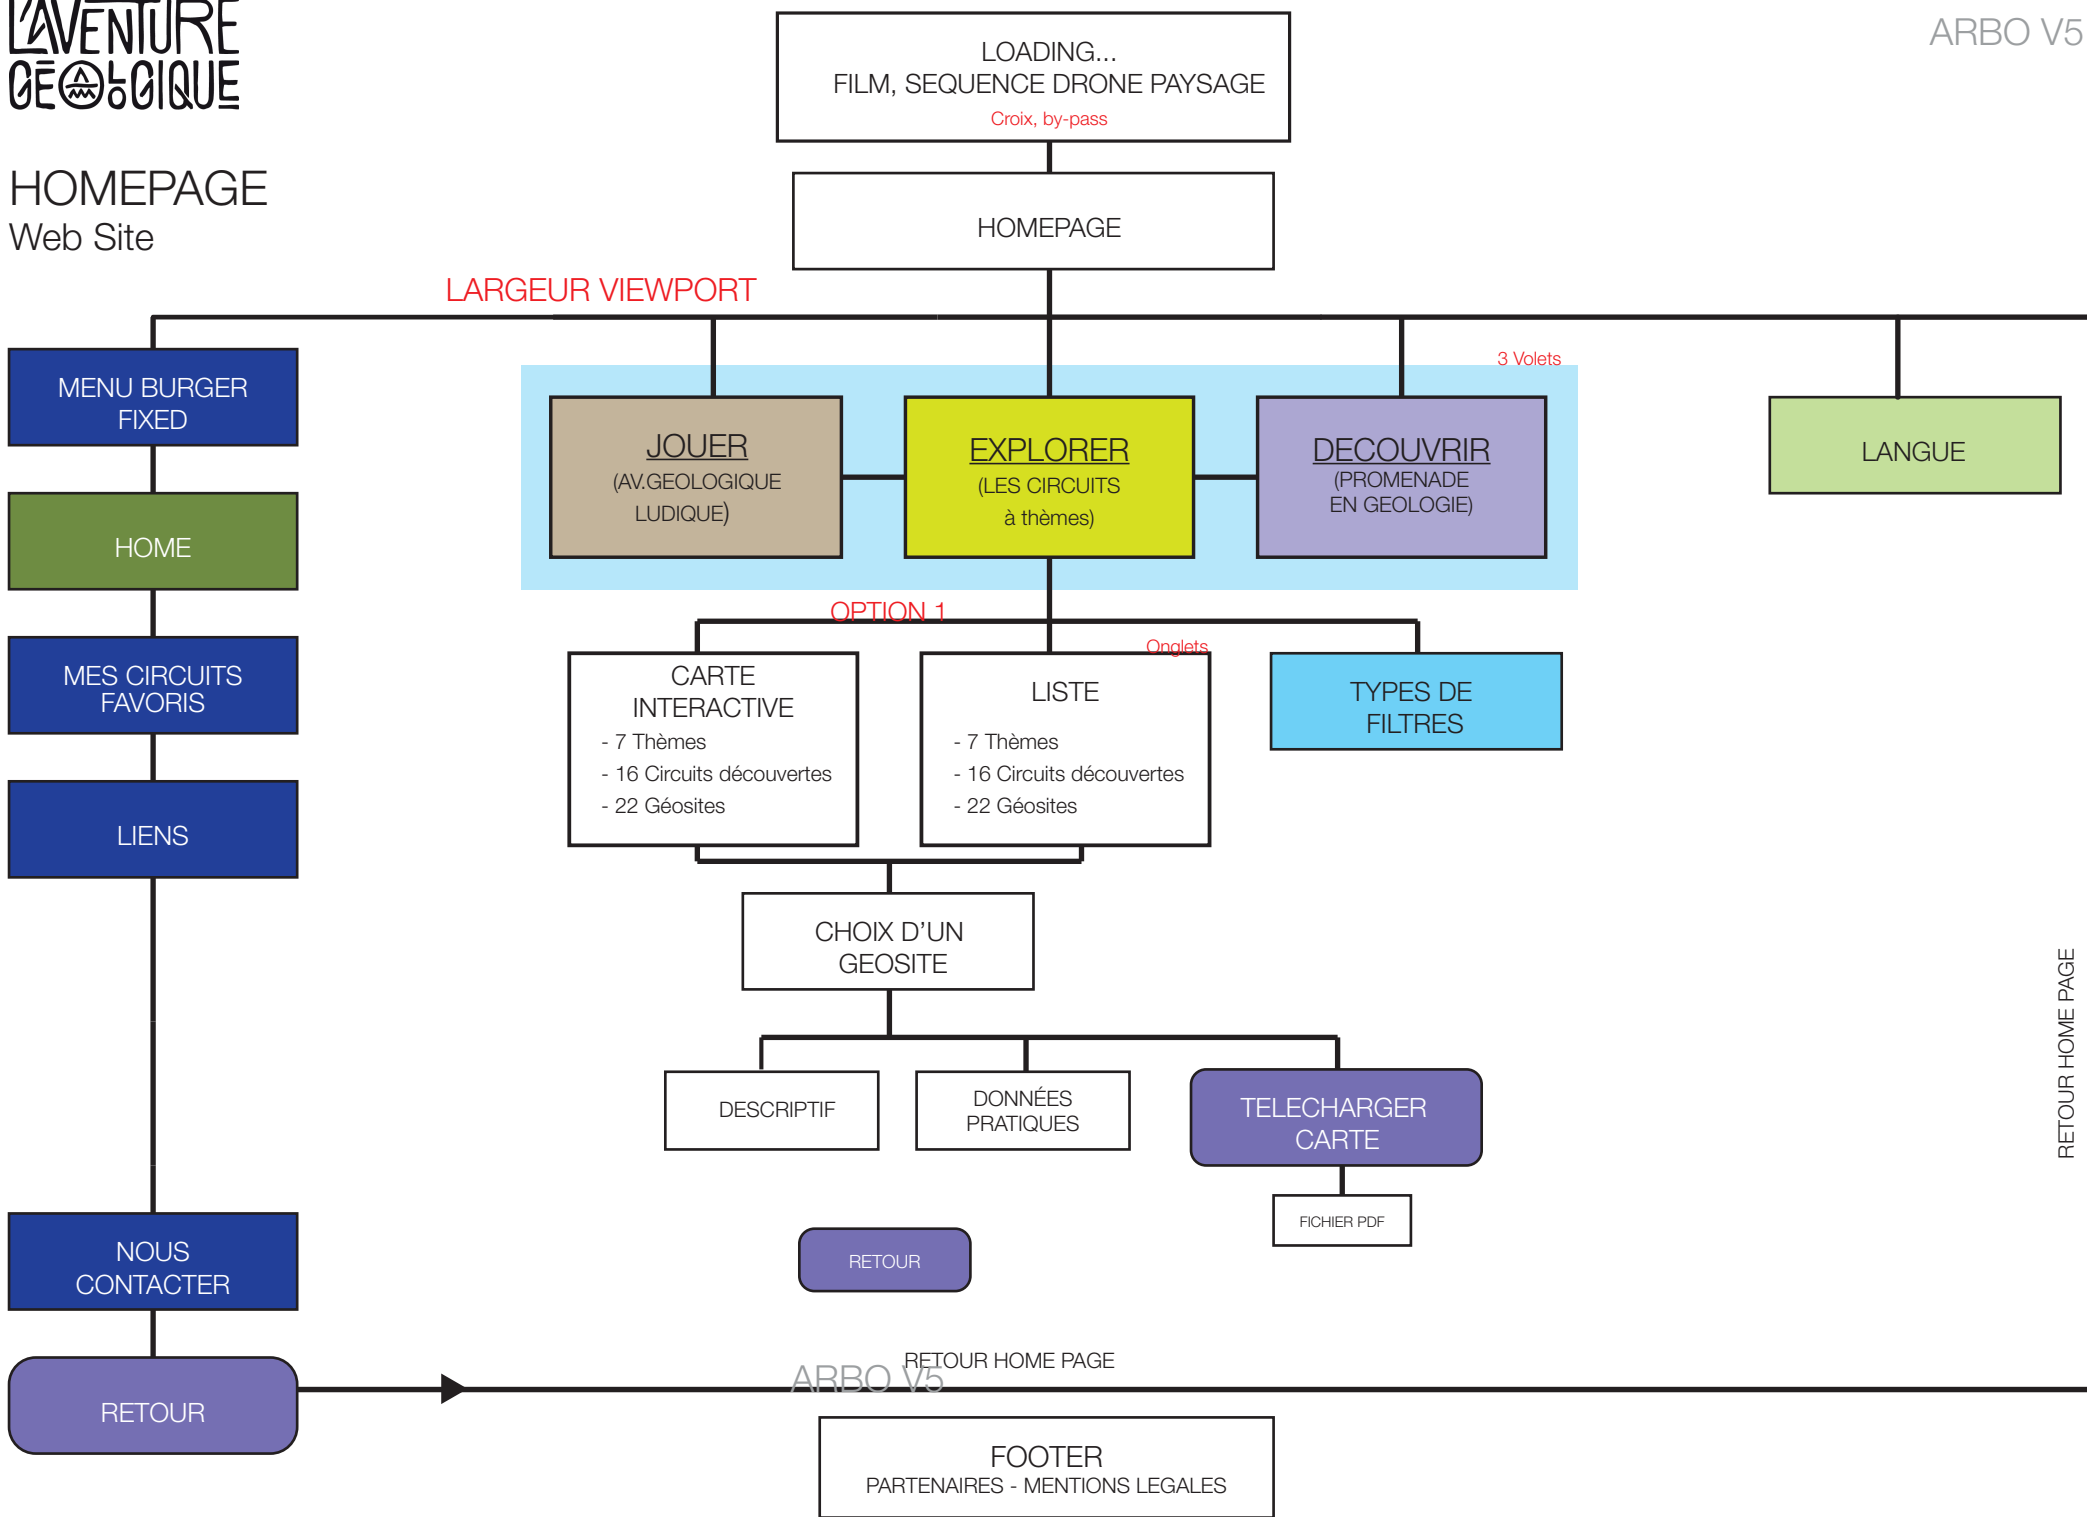 L'AVENTURE
GÉOLOGIQUE
ARBO V5
HOMEPAGE
Web Site
LOADING...
FILM, SEQUENCE DRONE PAYSAGE
Croix, by-pass
HOMEPAGE
LARGEUR VIEWPORT
3 Volets
MENU BURGER
FIXED
HOME
MES CIRCUITS
FAVORIS
LIENS
NOUS
CONTACTER
RETOUR
JOUER
(AV.GEOLOGIQUE
LUDIQUE)
EXPLORER
(LES CIRCUITS
à thèmes)
DECOUVRIR
(PROMENADE
EN GEOLOGIE)
LANGUE
OPTION 1
Onglets
CARTE
INTERACTIVE
- 7 Thèmes
- 16 Circuits découvertes
- 22 Géosites
LISTE
- 7 Thèmes
- 16 Circuits découvertes
- 22 Géosites
TYPES DE
FILTRES
CHOIX D’UN
GEOSITE
DESCRIPTIF
DONNÉES
PRATIQUES
TELECHARGER
CARTE
FICHIER PDF
RETOUR
RETOUR HOME PAGE
RETOUR HOME PAGE
ARBO V5
FOOTER
PARTENAIRES - MENTIONS LEGALES